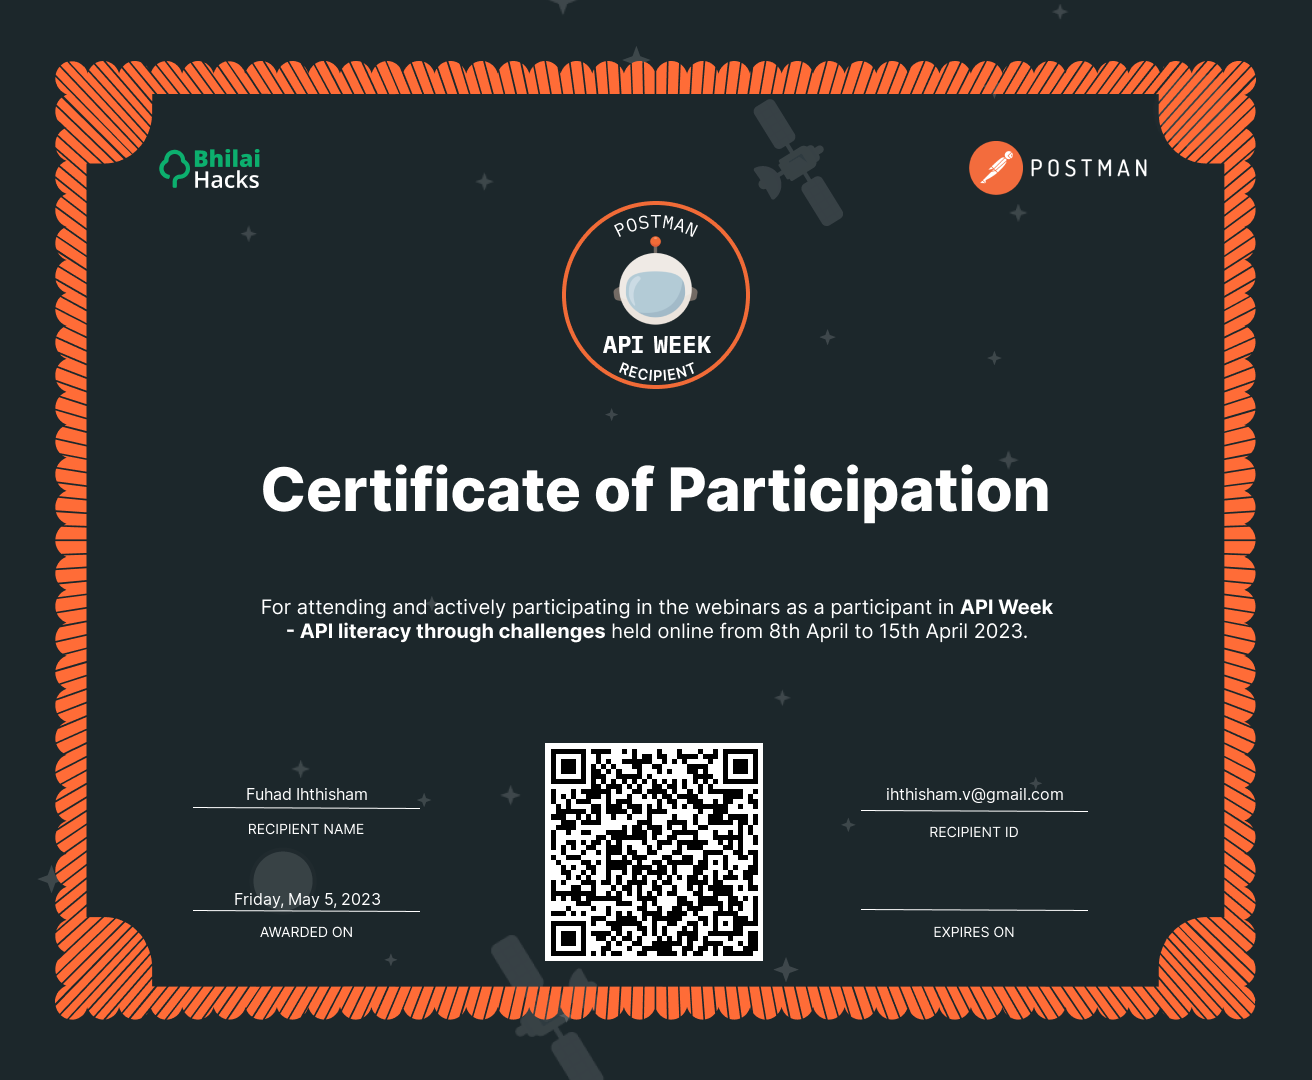 Bhilai
Hacks
POSTMAN
POSTMAN
API WEEK
RECIPIENT
Certificate of Participation
For attending and actively participating in the webinars as a participant in API Week
- API literacy through challenges held online from 8th April to 15th April 2023.
Fuhad Ihthisham
RECIPIENT NAME
ihthisham.v@gmail.com
RECIPIENT ID
Friday, May 5, 2023
AWARDED ON
EXPIRES ON